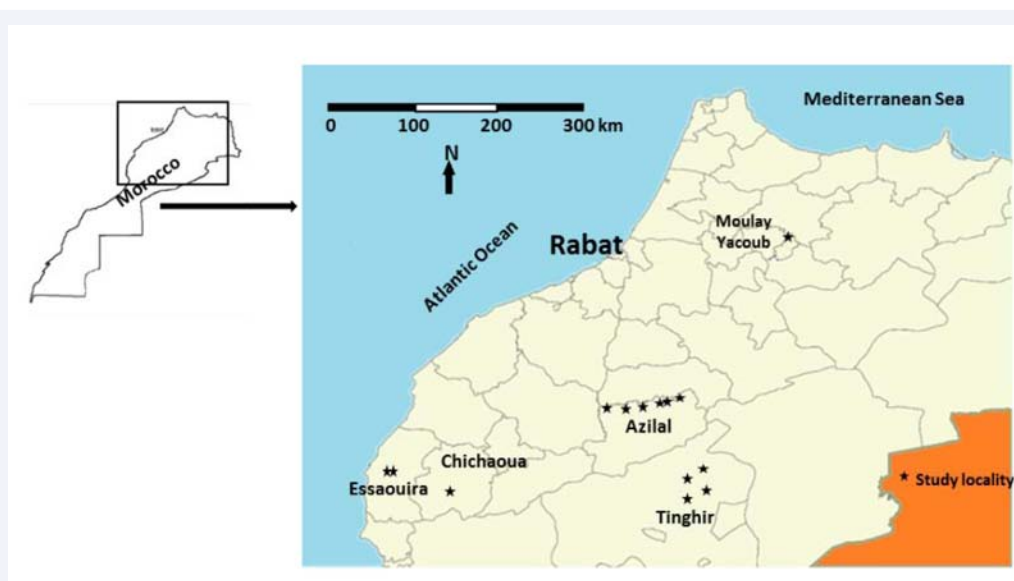 Morocco
Mediterranean Sea
0 100 200 300 km
N
Atlantic Ocean
Rabat
Moulay
Yacoub
Azilal
Chichaoua
Essaouira
Tinghir
Study locality